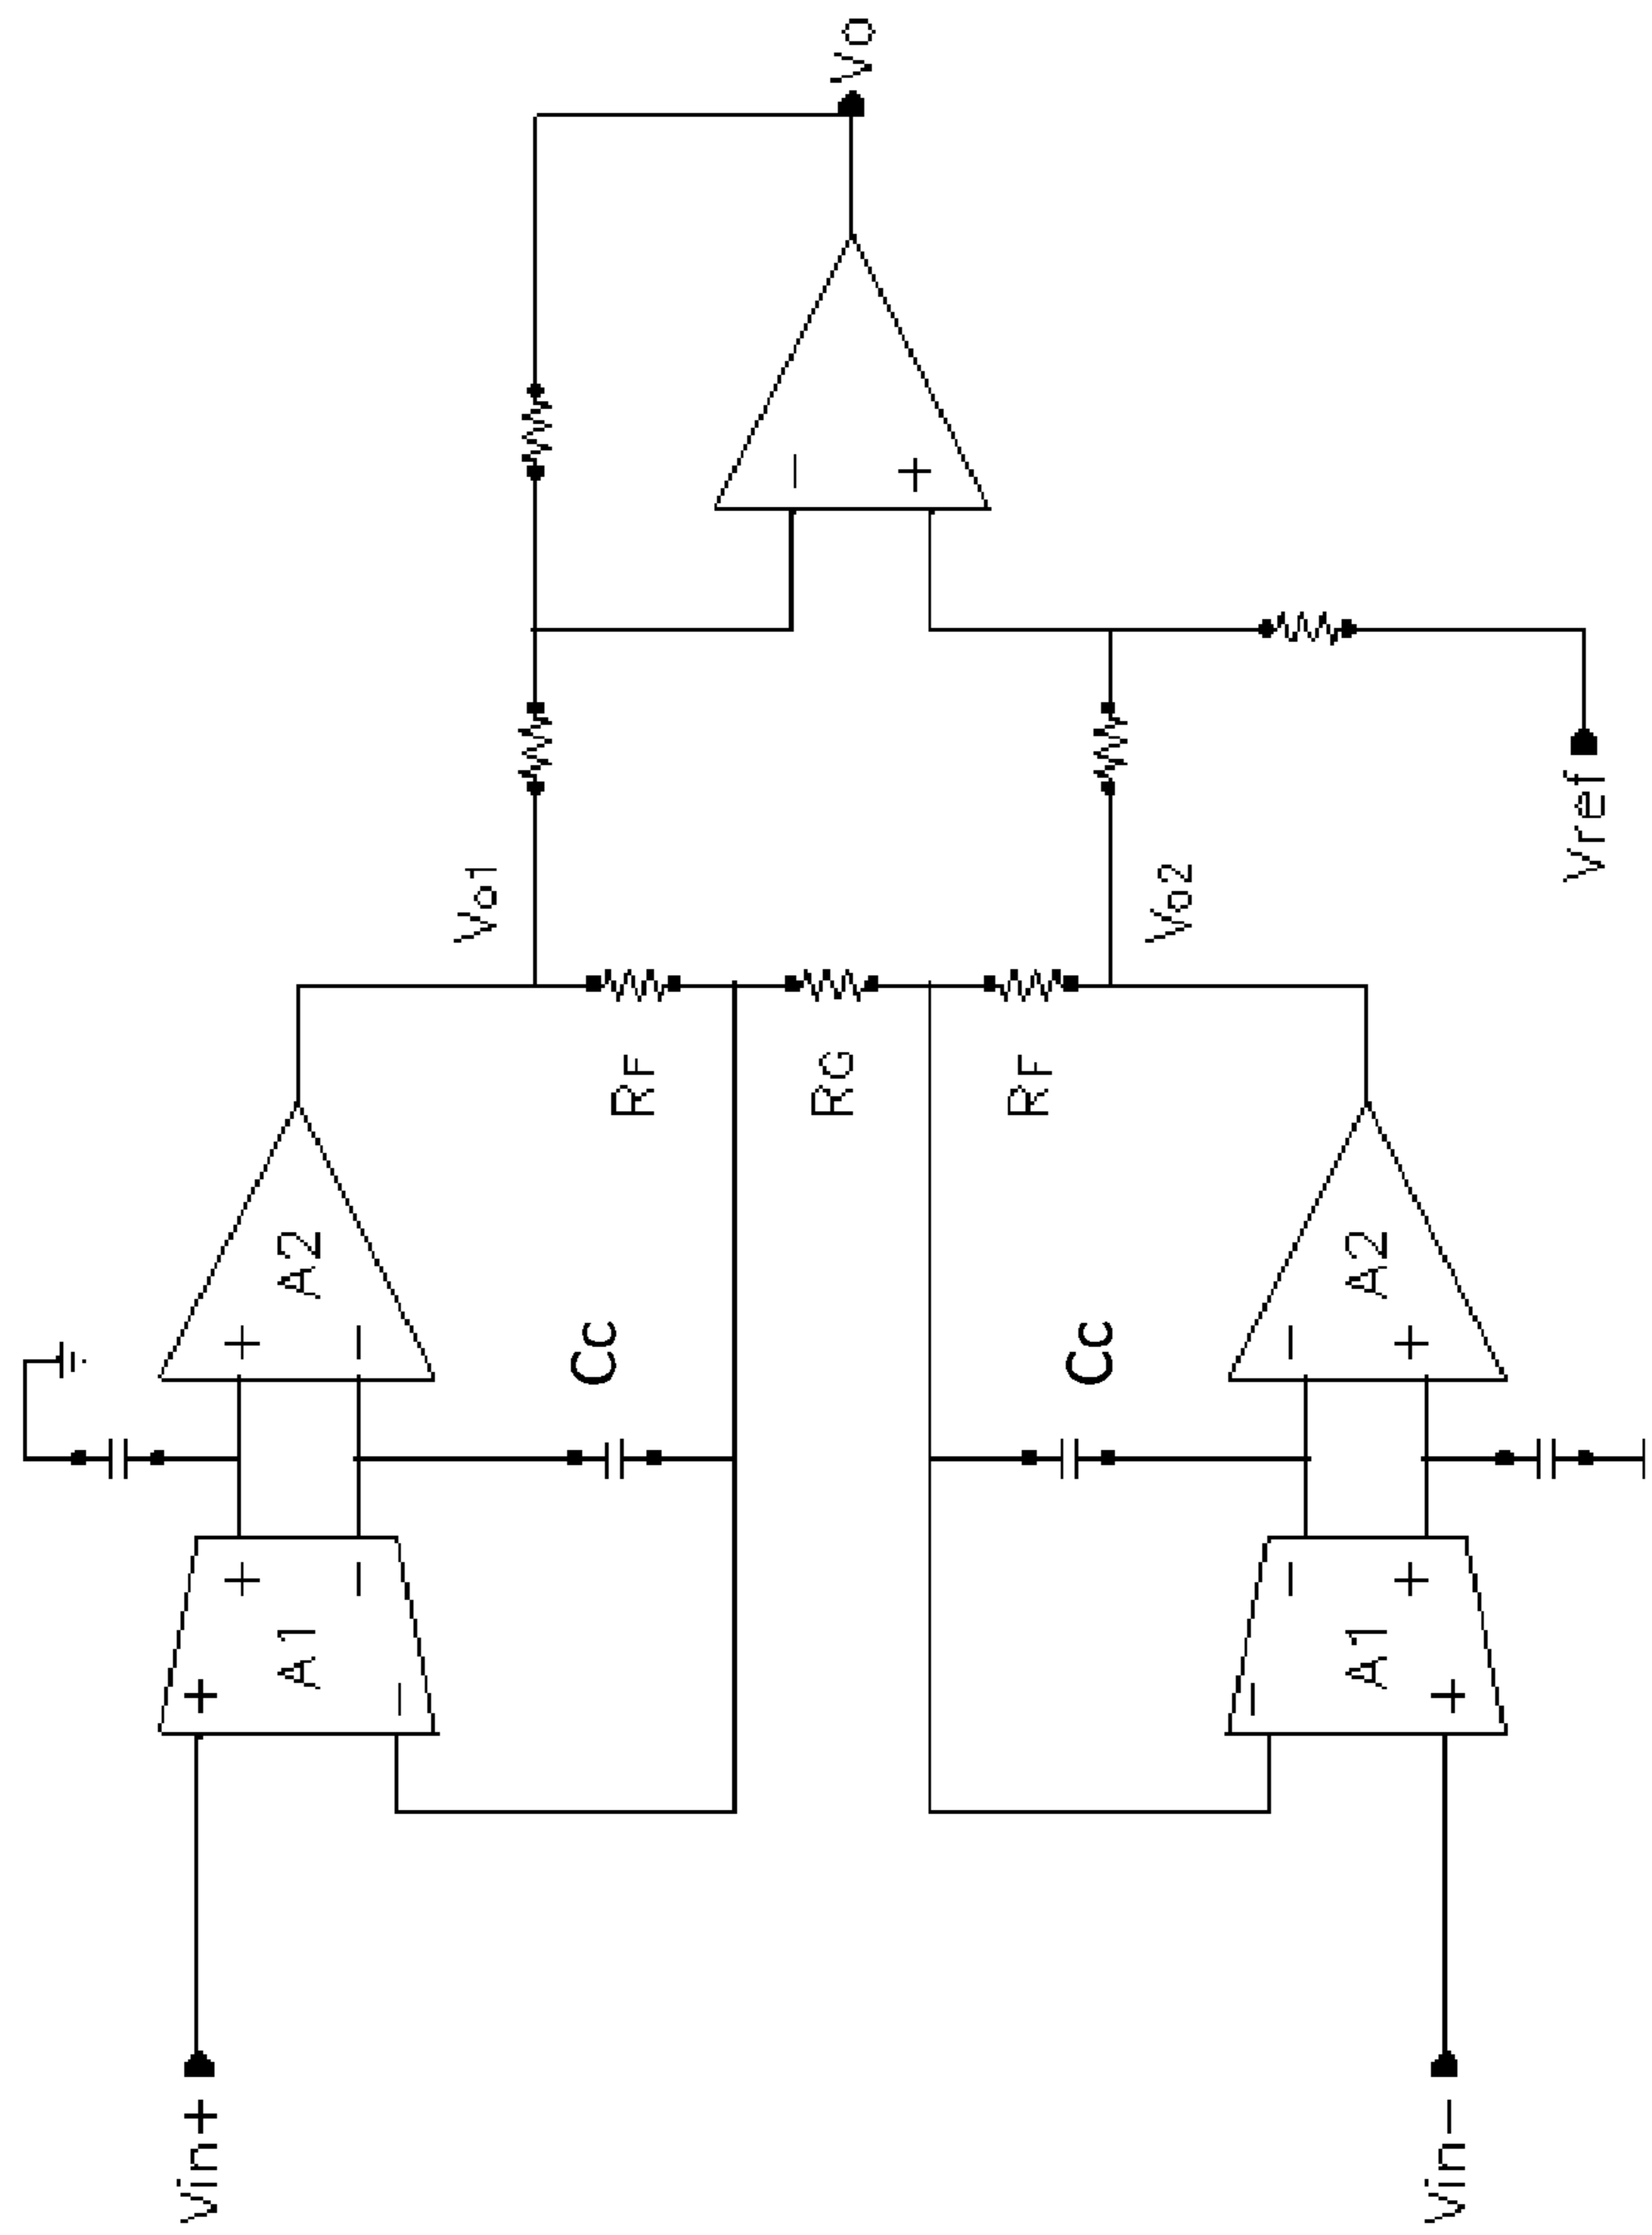 Vin+
Vin−
+
−
A1
+
−
−
+
A1
−
+
Cc
Cc
+
−
A2
−
+
A2
RF
RG
RF
Vo1
Vo2
Vref
−
+
Vo